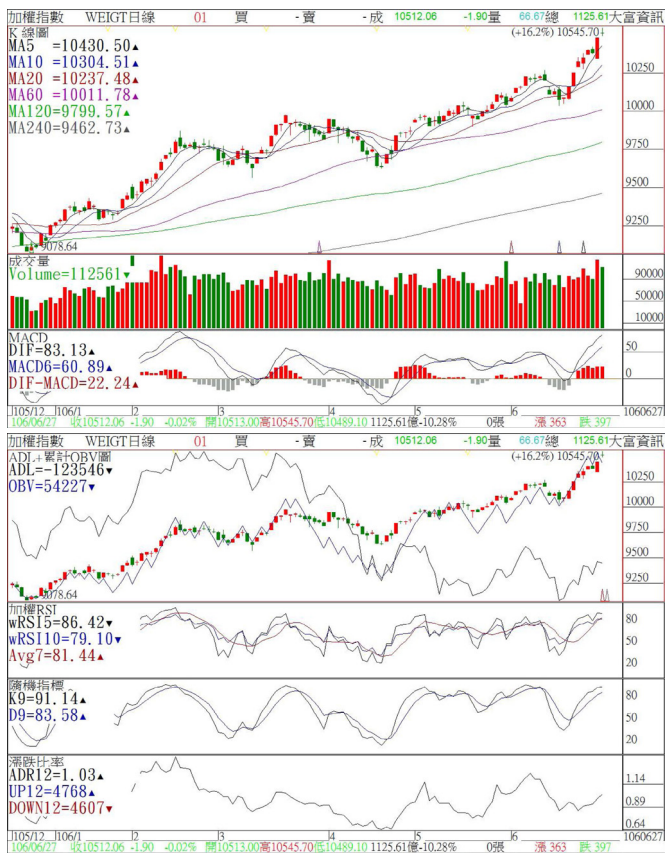 加權指數 WEIGT日線 01 買 - 賣 - 成 10512.06 -1.90 量 66.67 總 1125.61 大富資訊
K 線圖 (+16.2%) 10545.70
MA5 =10430.50▲
MA10 =10304.51▲
MA20 =10237.48▲
MA60 =10011.78▲
MA120=9799.57▲
MA240=9462.73▲
10250
10000
9750
9500
9250
9078.64
成交量
Volume=112561▼
90000
50000
10000
MACD
DIF=83.13▲
MACD6=60.89▲
DIF-MACD=22.24▲
50
0
105/12 106/1 2 3 4 5 6 1060627
106/06/27 收10512.06 -1.90 -0.02% 開10513.00高10545.70低10489.10 1125.61億-10.28% 0張 漲 363 跌 397
加權指數 WEIGT日線 01 買 - 賣 - 成 10512.06 -1.90 量 66.67 總 1125.61 大富資訊
ADL+累計OBV圖 (+16.2%) 10545.70
ADL=-123546▼
OBV=54227▼
10250
10000
9750
9500
9250
9078.64
加權RSI
wRSI5=86.42▼
wRSI10=79.10▼
Avg7=81.44▲
80
50
20
隨機指標
K9=91.14▲
D9=83.58▲
80
50
20
漲跌比率
ADR12=1.03▲
UP12=4768▲
DOWN12=4607▼
1.14
0.89
0.64
105/12 106/1 2 3 4 5 6 1060627
106/06/27 收10512.06 -1.90 -0.02% 開10513.00高10545.70低10489.10 1125.61億-10.28% 0張 漲 363 跌 397